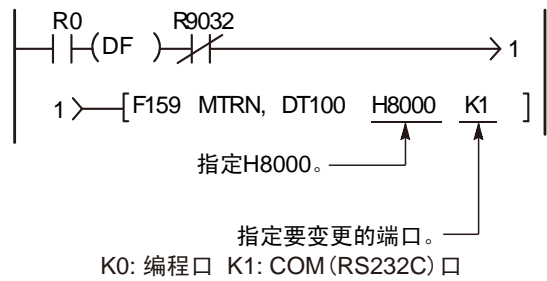 R0 R9032
(DF )
1
1 [F159 MTRN, DT100 H8000 K1 ]
指定H8000。
指定要变更的端口。
K0: 编程口 K1: COM(RS232C)口